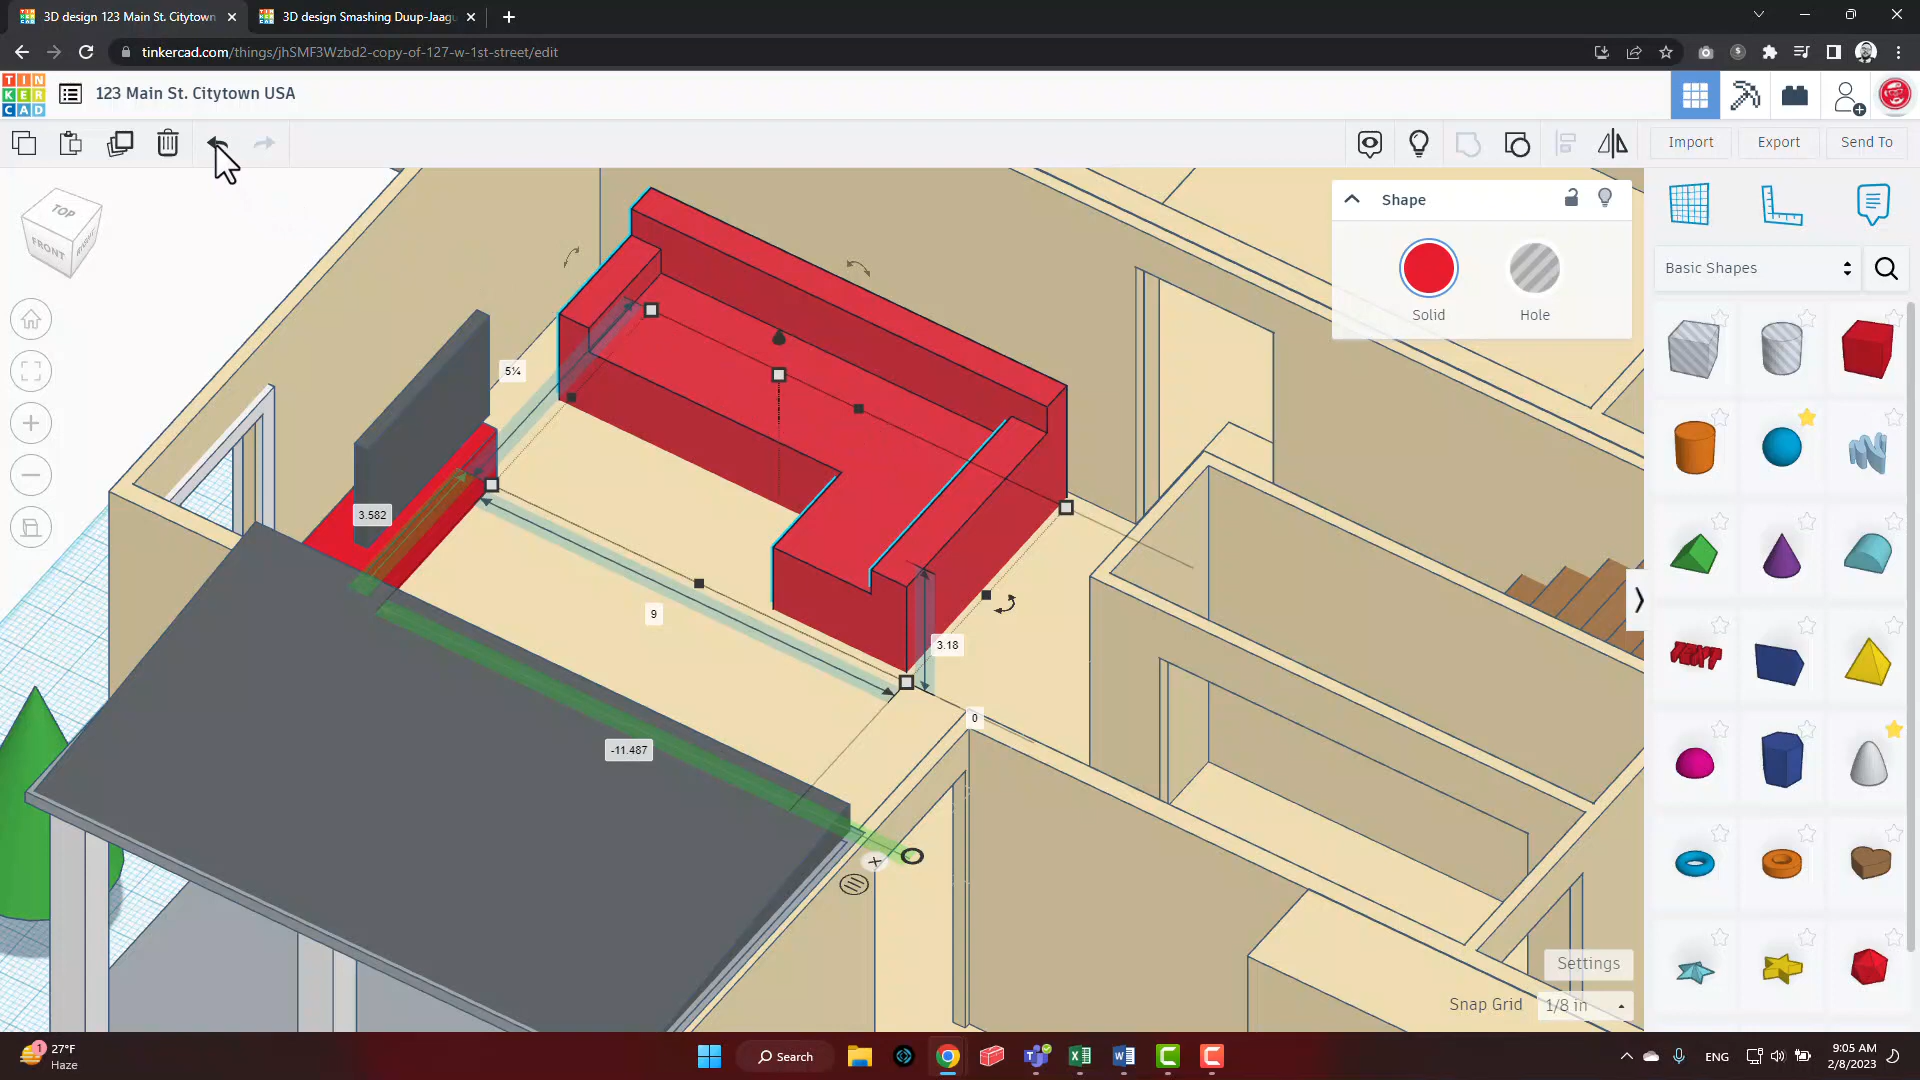 3D design 123 Main St. Citytown
3D design Smashing Duup-Jaagu
tinkercad.com/things/jhSMF3Wzbd2-copy-of-127-w-1st-street/edit
TIN
KER
CAD
123 Main St. Citytown USA
Import
Export
Send To
TOP
FRONT
RIGHT
Shape
Solid
Hole
Basic Shapes
5¼
3.582
9
3.18
0
-11.487
TEXT
Settings
Snap Grid
1/8 in
1
27°F
Haze
Search
ENG
9:05 AM
2/8/2023